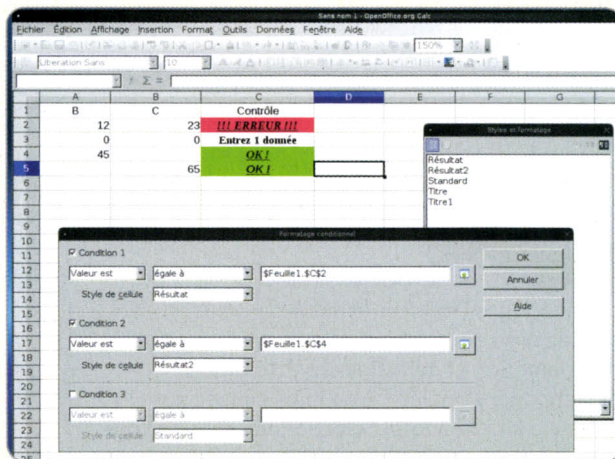 Sans nom 1 - OpenOffice.org Calc
Fichier Édition Affichage Insertion Format Outils Données Fenêtre Aide
150%
Liberation Sans 10
Σ =
A B C D E F G
1 B C Contrôle
2 12 23 !!! ERREUR !!!
3 0 0 Entrez 1 donnée
4 45 OK !
5 65 OK !
6
7
8
9
10
11
12
13
14
15
16
17
18
19
20
21
22
23
24
25
Styles et formatage
Résultat
Résultat2
Standard
Titre
Titre1
Formatage conditionnel
Condition 1
Valeur est égale à $Feuille1.$C$2
Style de cellule Résultat
Condition 2
Valeur est égale à $Feuille1.$C$4
Style de cellule Résultat2
Condition 3
Valeur est égale à
Style de cellule Standard
OK
Annuler
Aide